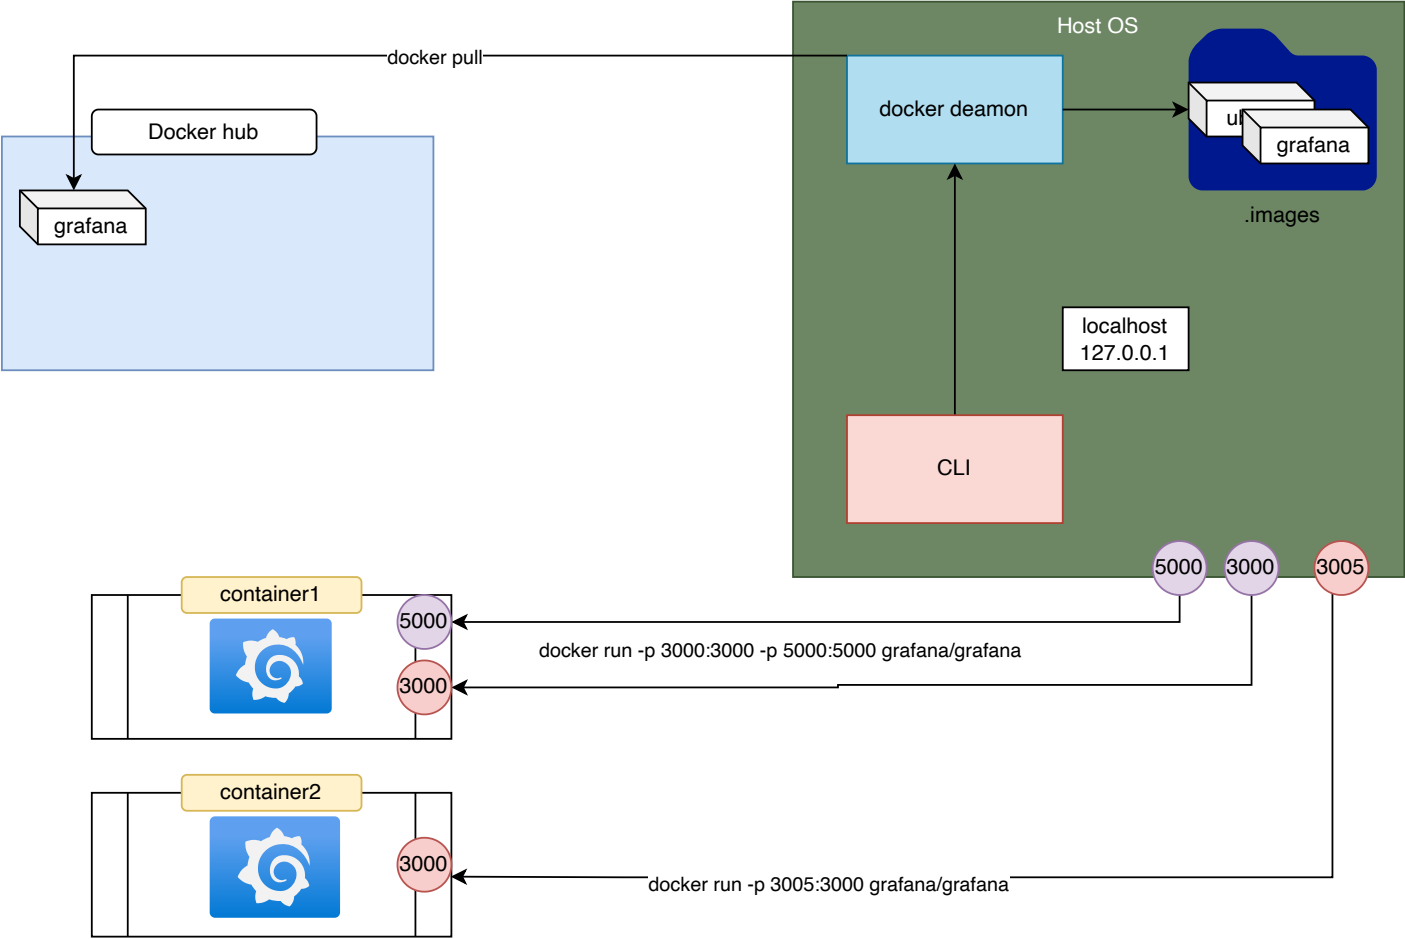 Host OS
docker pull
docker deamon
grafana
.images
Docker hub
grafana
localhost
127.0.0.1
CLI
5000
3000
3005
container1
5000
docker run -p 3000:3000 -p 5000:5000 grafana/grafana
3000
container2
3000
docker run -p 3005:3000 grafana/grafana